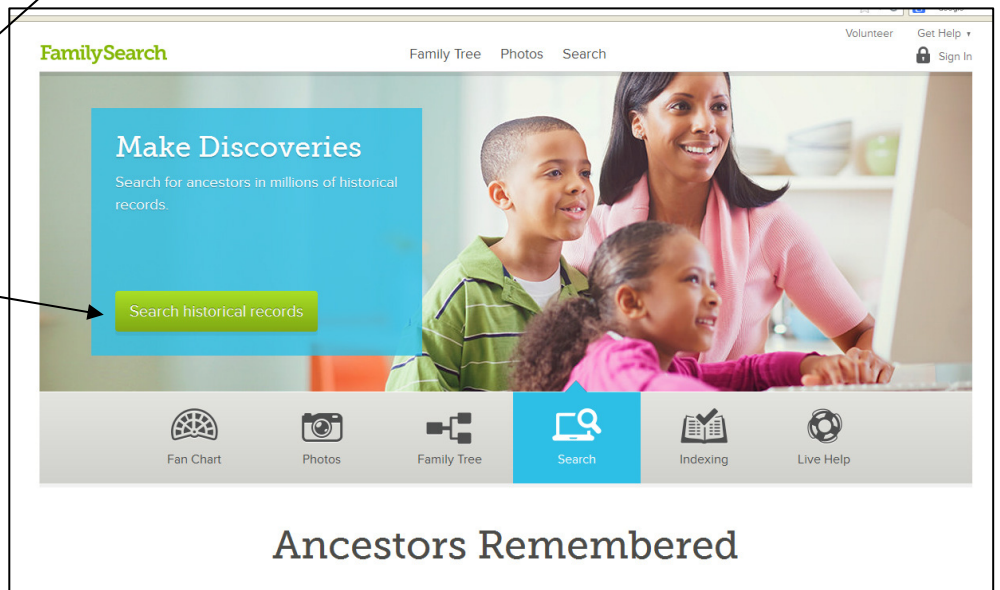 Volunteer Get Help
FamilySearch Family Tree Photos Search Sign In
Make Discoveries
Search for ancestors in millions of historical
records.
Search historical records
Fan Chart Photos Family Tree Search Indexing Live Help
Ancestors Remembered